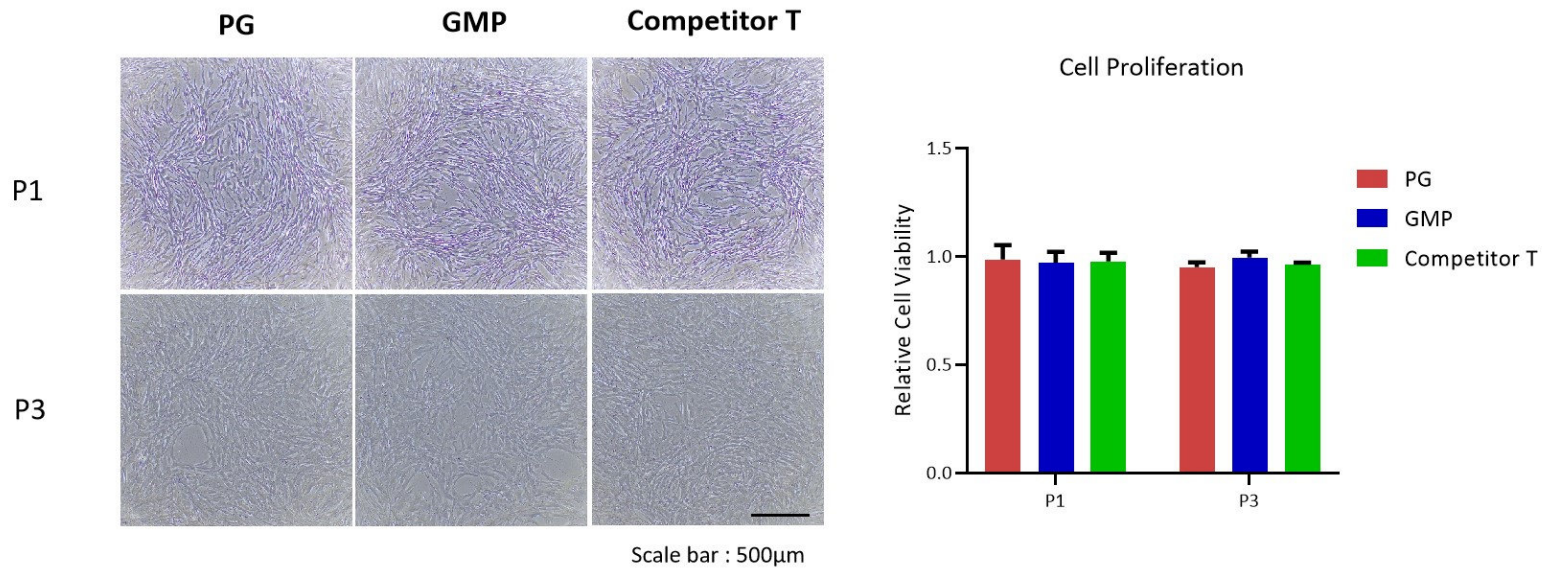 PG
GMP
Competitor T
P1
P3
Scale bar : 500μm
Cell Proliferation
Relative Cell Viability
1.5
1.0
0.5
0.0
P1
P3
PG
GMP
Competitor T